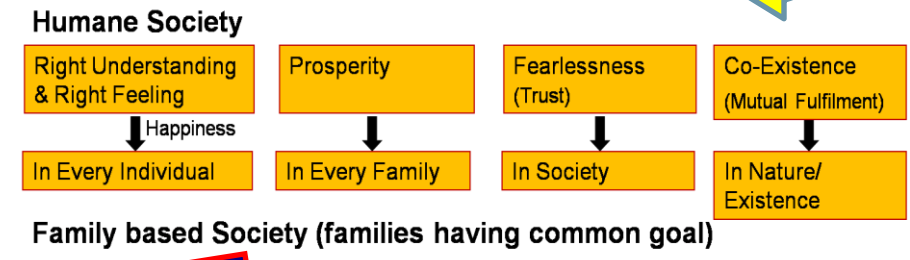 Humane Society
Right Understanding
& Right Feeling
Prosperity
Fearlessness
(Trust)
Co-Existence
(Mutual Fulfilment)
Happiness
In Every Individual
In Every Family
In Society
In Nature/
Existence
Family based Society (families having common goal)